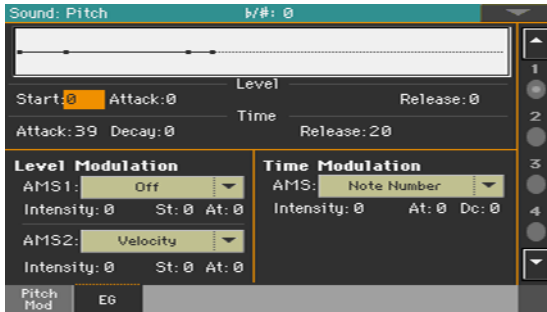 Sound: Pitch ♭/#: 0
Level
Start:0 Attack:0 Release:0
Time
Attack:39 Decay:0 Release:20
Level Modulation
AMS1: Off
Intensity:0 St:0 At:0
AMS2: Velocity
Intensity:0 St:0 At:0
Time Modulation
AMS: Note Number
Intensity:0 At:0 Dc:0
1
2
3
4
Pitch Mod
EG